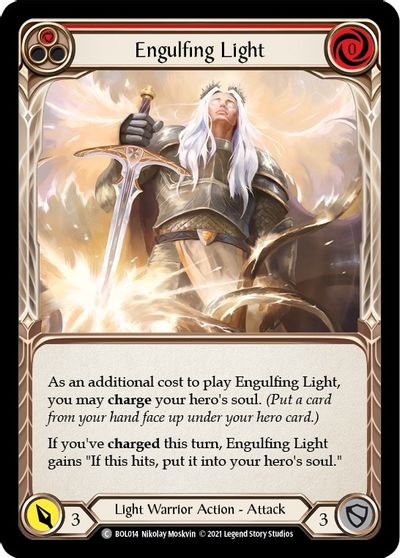 Engulfing Light
0
As an additional cost to play Engulfing Light,
you may charge your hero's soul. (Put a card
from your hand face up under your hero card.)
If you've charged this turn, Engulfing Light
gains "If this hits, put it into your hero's soul."
3
Light Warrior Action - Attack
3
C BOL014 Nikolay Moskvin © 2021 Legend Story Studios